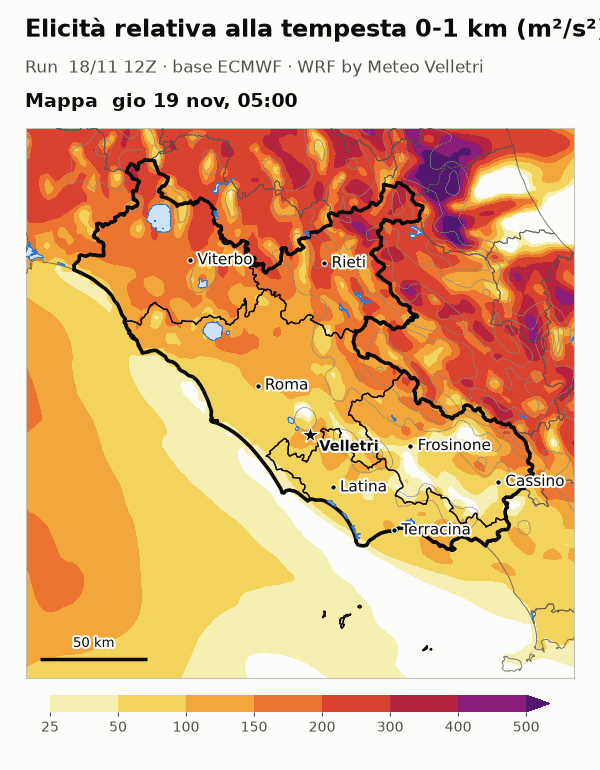 Elicità relativa alla tempesta 0-1 km (m²/s²)
Run 18/11 12Z · base ECMWF · WRF by Meteo Velletri
Mappa gio 19 nov, 05:00
Viterbo
Rieti
Roma
Velletri
Frosinone
Cassino
Latina
Terracina
50 km
25 50 100 150 200 300 400 500